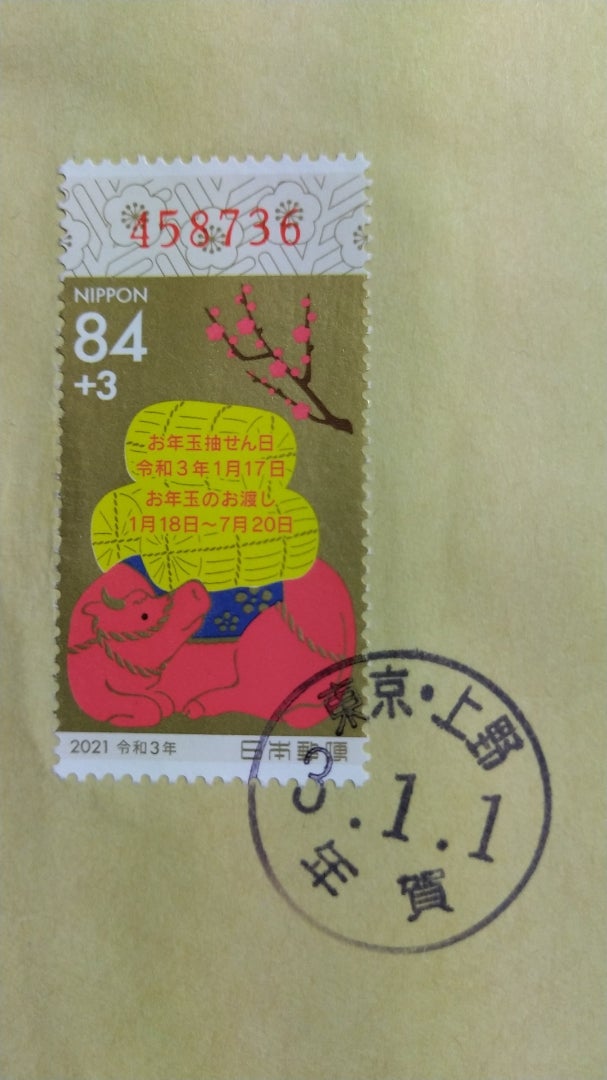 458736
NIPPON
84
+3
お年玉抽せん日
令和3年1月17日
お年玉のお渡し
1月18日〜7月20日
2021 令和3年
日本郵便
東京・上野
3.1.1
年賀